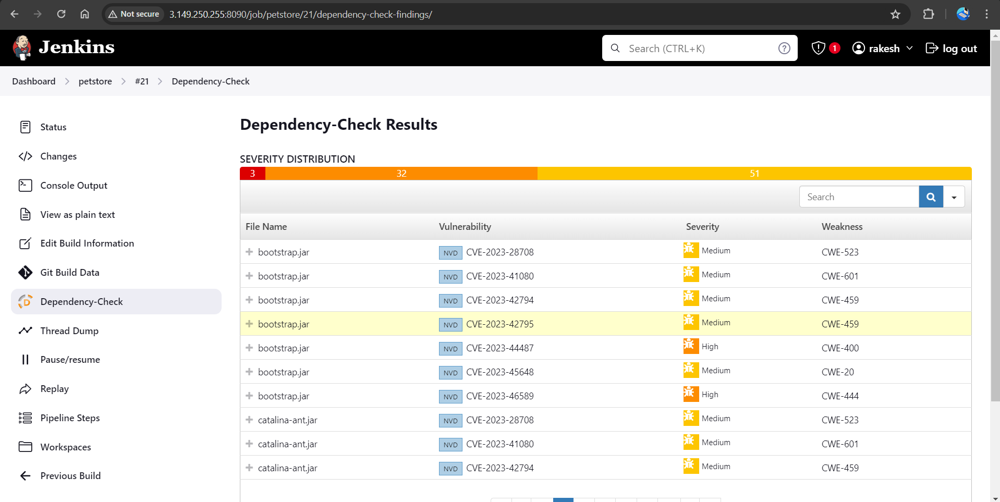 Not secure 3.149.250.255:8090/job/petstore/21/dependency-check-findings/
Jenkins
Search (CTRL+K)
?
1
rakesh
log out
Dashboard
petstore
#21
Dependency-Check
Status
Changes
Console Output
View as plain text
Edit Build Information
Git Build Data
Dependency-Check
Thread Dump
Pause/resume
Replay
Pipeline Steps
Workspaces
Previous Build
Dependency-Check Results
SEVERITY DISTRIBUTION
3 32 51
Search
File Name Vulnerability Severity Weakness
bootstrap.jar NVD CVE-2023-28708 Medium CWE-523
bootstrap.jar NVD CVE-2023-41080 Medium CWE-601
bootstrap.jar NVD CVE-2023-42794 Medium CWE-459
bootstrap.jar NVD CVE-2023-42795 Medium CWE-459
bootstrap.jar NVD CVE-2023-44487 High CWE-400
bootstrap.jar NVD CVE-2023-45648 Medium CWE-20
bootstrap.jar NVD CVE-2023-46589 High CWE-444
catalina-ant.jar NVD CVE-2023-28708 Medium CWE-523
catalina-ant.jar NVD CVE-2023-41080 Medium CWE-601
catalina-ant.jar NVD CVE-2023-42794 Medium CWE-459